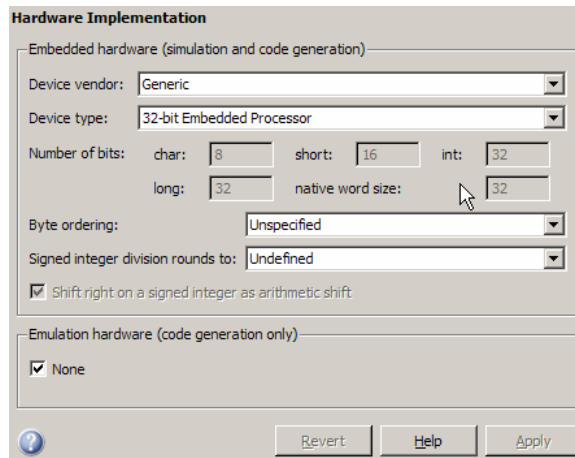 Hardware Implementation
Embedded hardware (simulation and code generation)
Device vendor: Generic
Device type: 32-bit Embedded Processor
Number of bits: char: 8 short: 16 int: 32
long: 32 native word size: 32
Byte ordering: Unspecified
Signed integer division rounds to: Undefined
Shift right on a signed integer as arithmetic shift
Emulation hardware (code generation only)
None
? Revert Help Apply